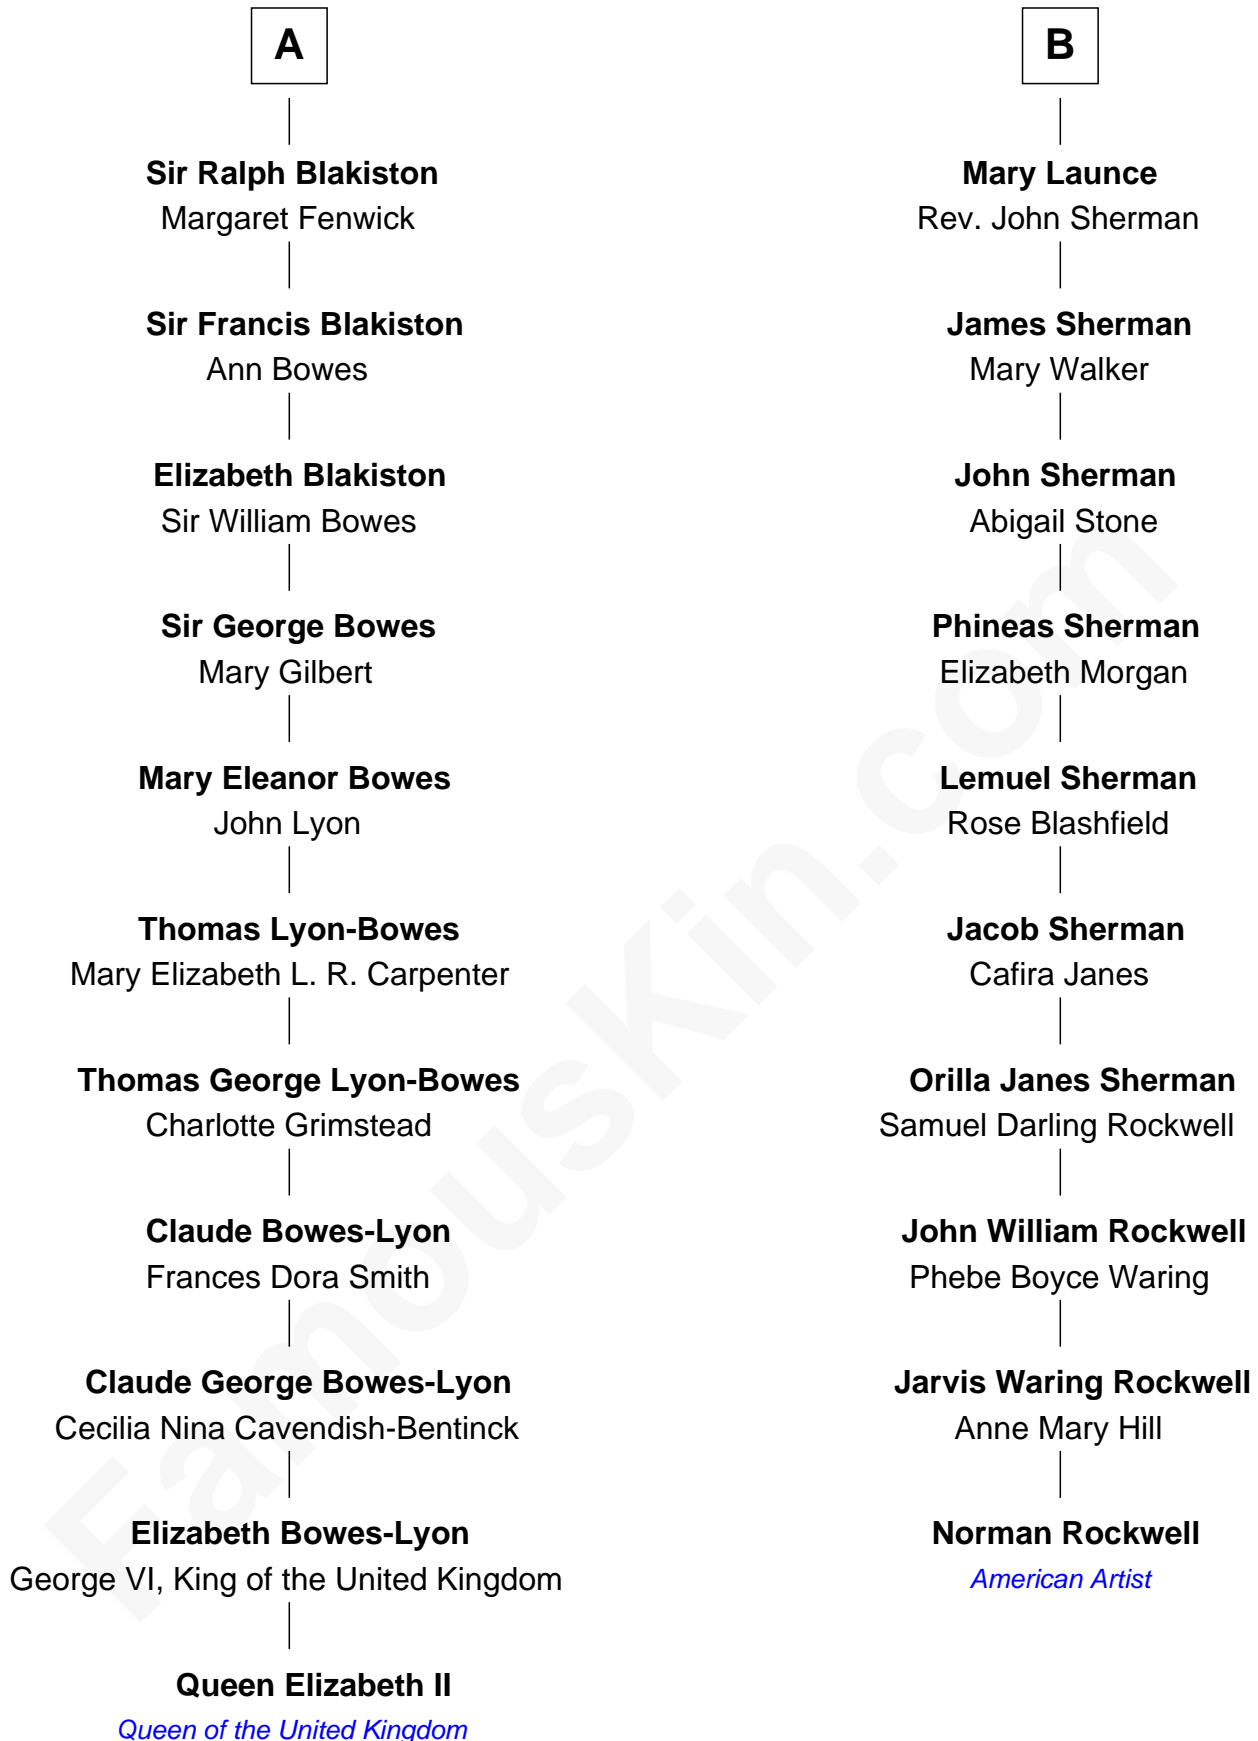 A
Sir Ralph Blakiston
Margaret Fenwick
Sir Francis Blakiston
Ann Bowes
Elizabeth Blakiston
Sir William Bowes
Sir George Bowes
Mary Gilbert
Mary Eleanor Bowes
John Lyon
Thomas Lyon-Bowes
Mary Elizabeth L. R. Carpenter
Thomas George Lyon-Bowes
Charlotte Grimstead
Claude Bowes-Lyon
Frances Dora Smith
Claude George Bowes-Lyon
Cecilia Nina Cavendish-Bentinck
Elizabeth Bowes-Lyon
George VI, King of the United Kingdom
Queen Elizabeth II
Queen of the United Kingdom
B
Mary Launce
Rev. John Sherman
James Sherman
Mary Walker
John Sherman
Abigail Stone
Phineas Sherman
Elizabeth Morgan
Lemuel Sherman
Rose Blashfield
Jacob Sherman
Cafira Janes
Orilla Janes Sherman
Samuel Darling Rockwell
John William Rockwell
Phebe Boyce Waring
Jarvis Waring Rockwell
Anne Mary Hill
Norman Rockwell
American Artist
FamousKin.com